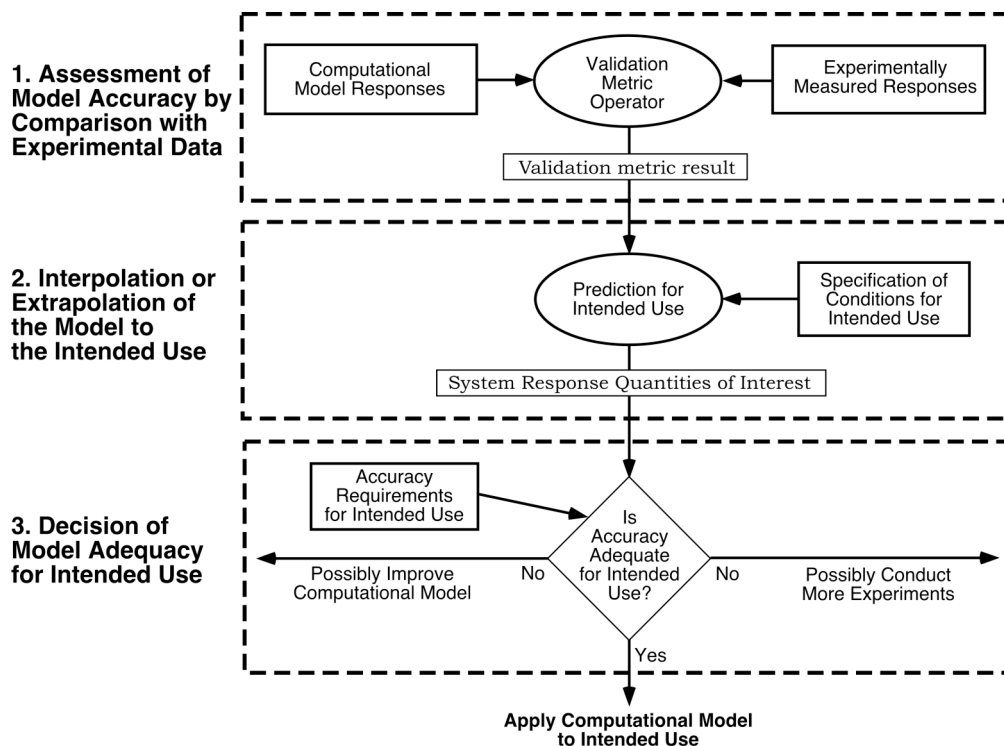 1. Assessment of
Model Accuracy by
Comparison with
Experimental Data
Computational
Model Responses
Validation
Metric
Operator
Experimentally
Measured Responses
Validation metric result
2. Interpolation or
Extrapolation of
the Model to
the Intended Use
Prediction for
Intended Use
Specification of
Conditions for
Intended Use
System Response Quantities of Interest
3. Decision of
Model Adequacy
for Intended Use
Accuracy
Requirements
for Intended Use
Is
Accuracy
Adequate
for Intended
Use?
No
Possibly Improve
Computational Model
No
Possibly Conduct
More Experiments
Yes
Apply Computational Model
to Intended Use